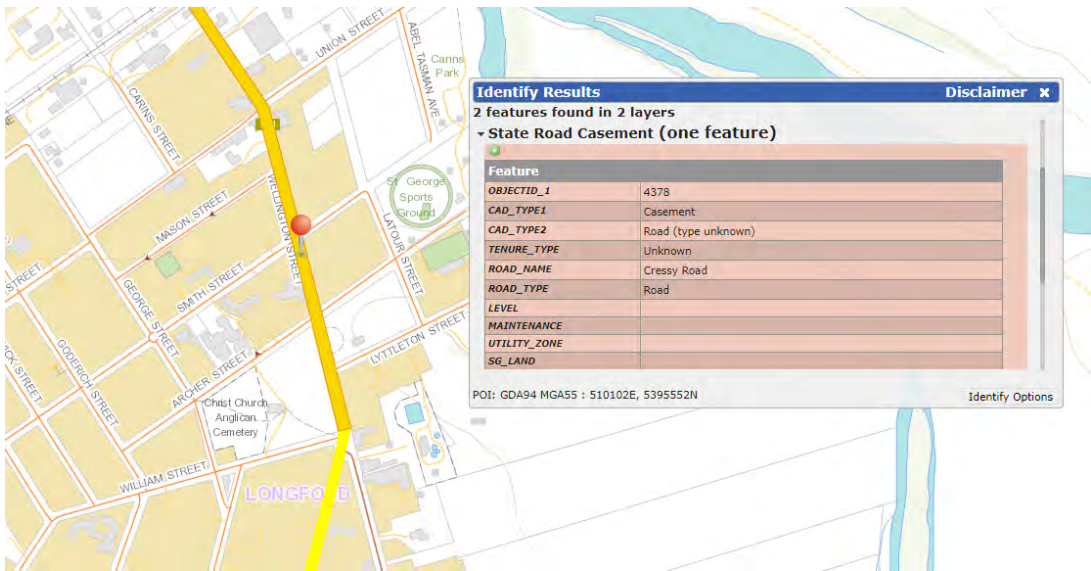 UNION STREET
ABEL TASMAN AVE
Carins
Park
CARINS STREET
WELLINGTON STREET
MASON STREET
St George
Sports
Ground
LATOUR STREET
SMITH STREET
GEORGE STREET
STREET
GODERICH STREET
LYTTLETON STREET
ARCHER STREET
Christ Church
Anglican
Cemetery
WILLIAM STREET
LONGFORD
Identify Results Disclaimer x
2 features found in 2 layers
State Road Casement (one feature)
Feature
OBJECTID_1 4378
CAD_TYPE1 Casement
CAD_TYPE2 Road (type unknown)
TENURE_TYPE Unknown
ROAD_NAME Cressy Road
ROAD_TYPE Road
LEVEL
MAINTENANCE
UTILITY_ZONE
SG_LAND
POI: GDA94 MGA55 : 510102E, 5395552N Identify Options